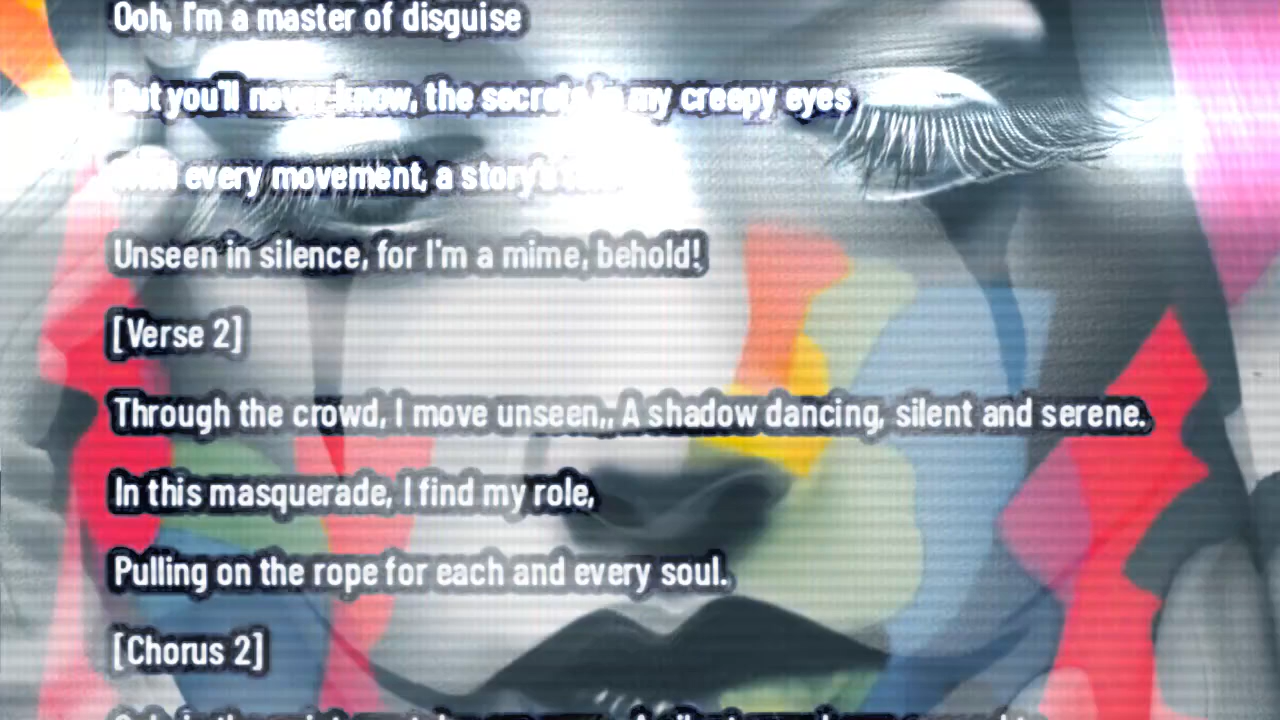 Ooh, I'm a master of disguise
But you'll never know, the secrets in my creepy eyes
With every movement, a story's
Unseen in silence, for I'm a mime, behold!
[Verse 2]
Through the crowd, I move unseen,, A shadow dancing, silent and serene.
In this masquerade, I find my role,
Pulling on the rope for each and every soul.
[Chorus 2]